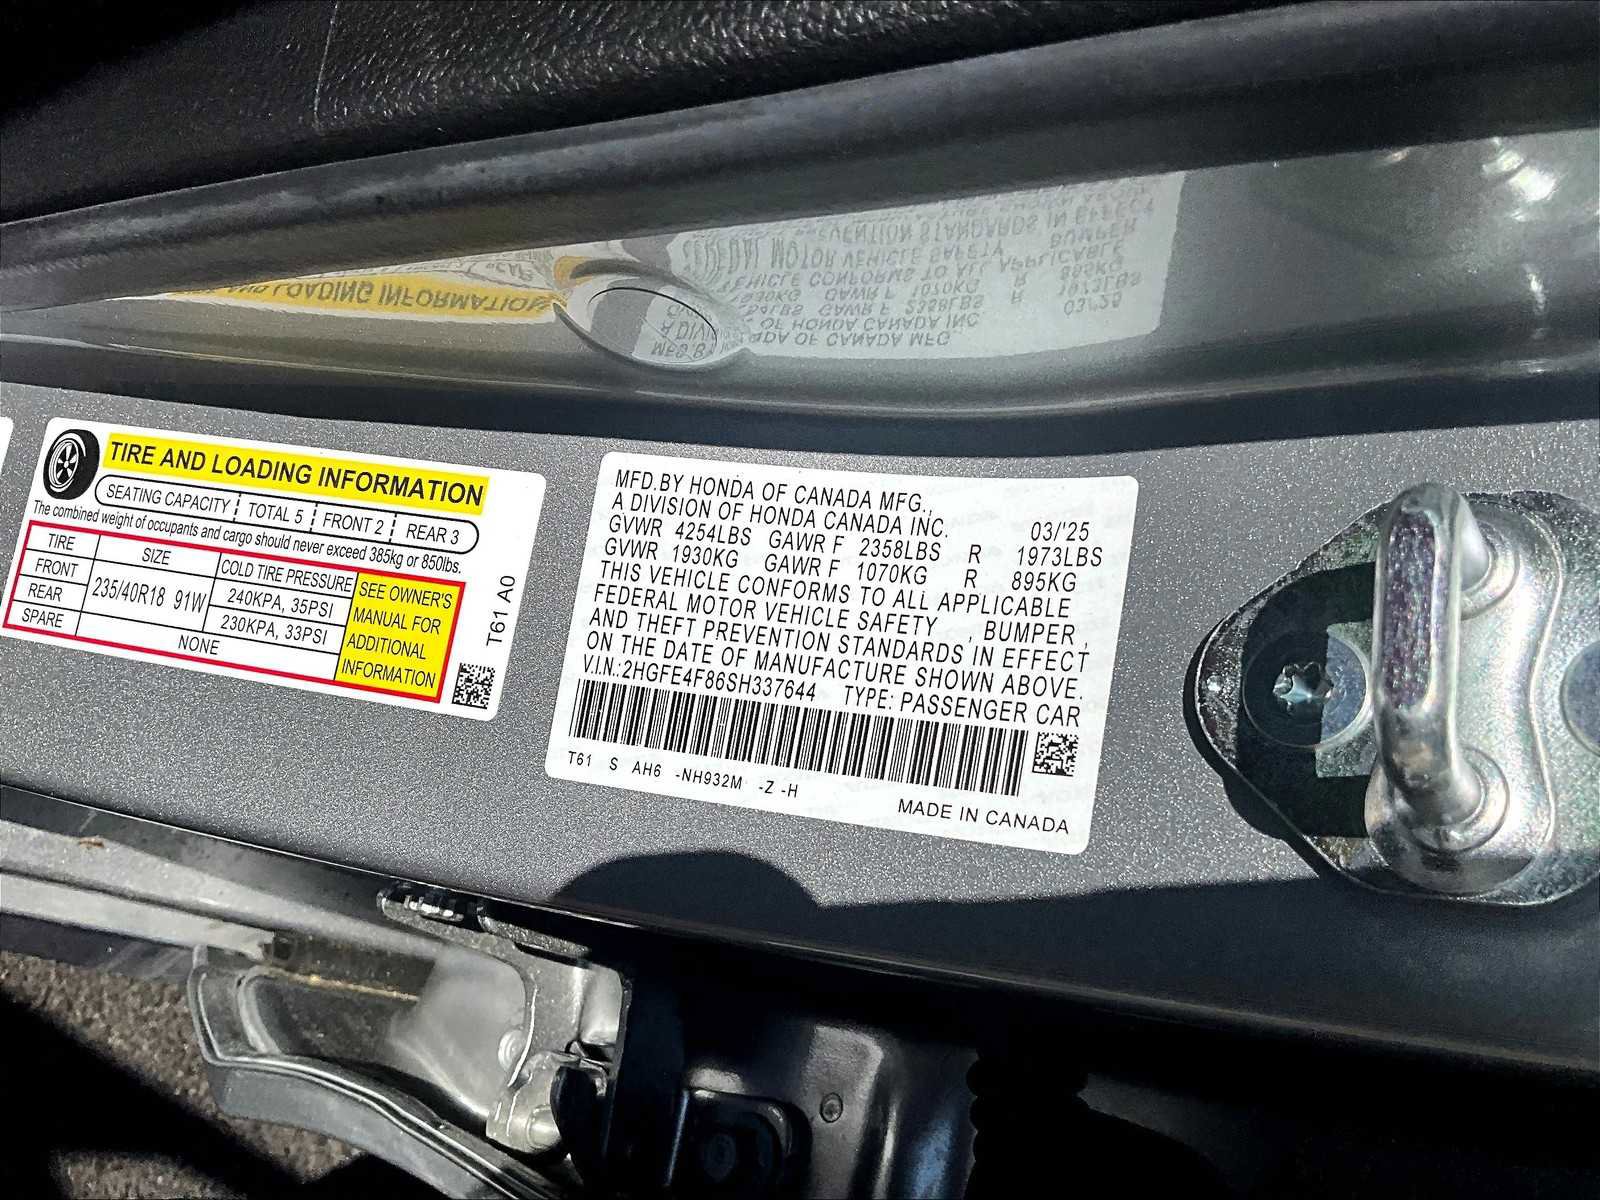 TIRE AND LOADING INFORMATION
SEATING CAPACITY TOTAL 5 FRONT 2 REAR 3
The combined weight of occupants and cargo should never exceed 385kg or 850lbs.
TIRE SIZE COLD TIRE PRESSURE
FRONT 235/40R18 91W 240KPA, 35PSI
REAR 230KPA, 33PSI
SPARE NONE
SEE OWNER'S
MANUAL FOR
ADDITIONAL
INFORMATION
T61 A0
MFD.BY HONDA OF CANADA MFG.,
A DIVISION OF HONDA CANADA INC. 03/'25
GVWR 4254LBS GAWR F 2358LBS R 1973LBS
GVWR 1930KG GAWR F 1070KG R 895KG
THIS VEHICLE CONFORMS TO ALL APPLICABLE
FEDERAL MOTOR VEHICLE SAFETY , BUMPER ,
AND THEFT PREVENTION STANDARDS IN EFFECT
ON THE DATE OF MANUFACTURE SHOWN ABOVE.
V.I.N.:2HGFE4F86SH337644 TYPE: PASSENGER CAR
T61 S AH6 -NH932M -Z -H
MADE IN CANADA